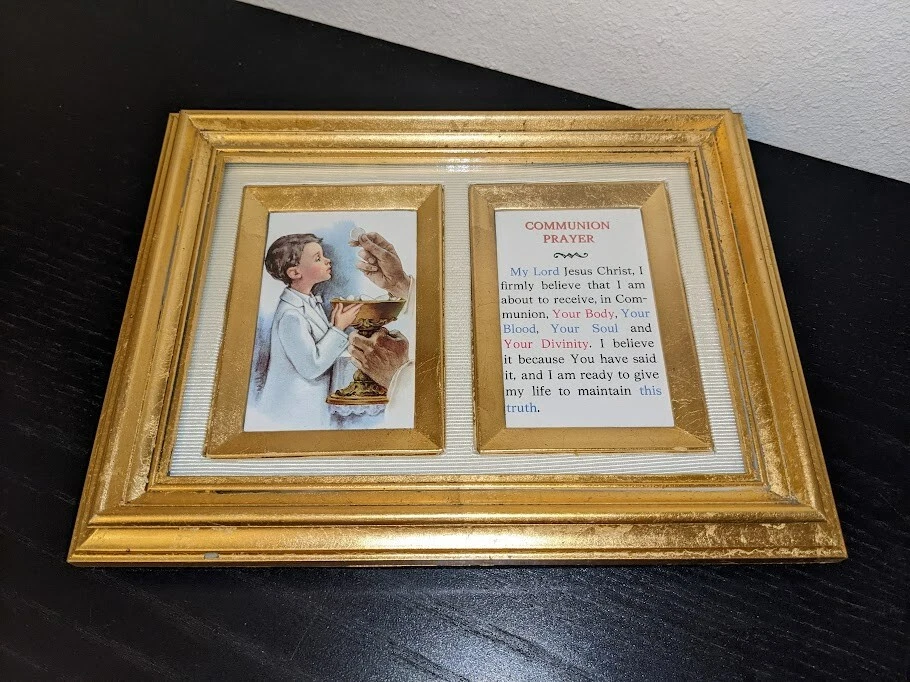 COMMUNION
PRAYER
My Lord Jesus Christ, I
firmly believe that I am
about to receive, in Com-
munion, Your Body, Your
Blood, Your Soul and
Your Divinity. I believe
it because You have said
it, and I am ready to give
my life to maintain this
truth.